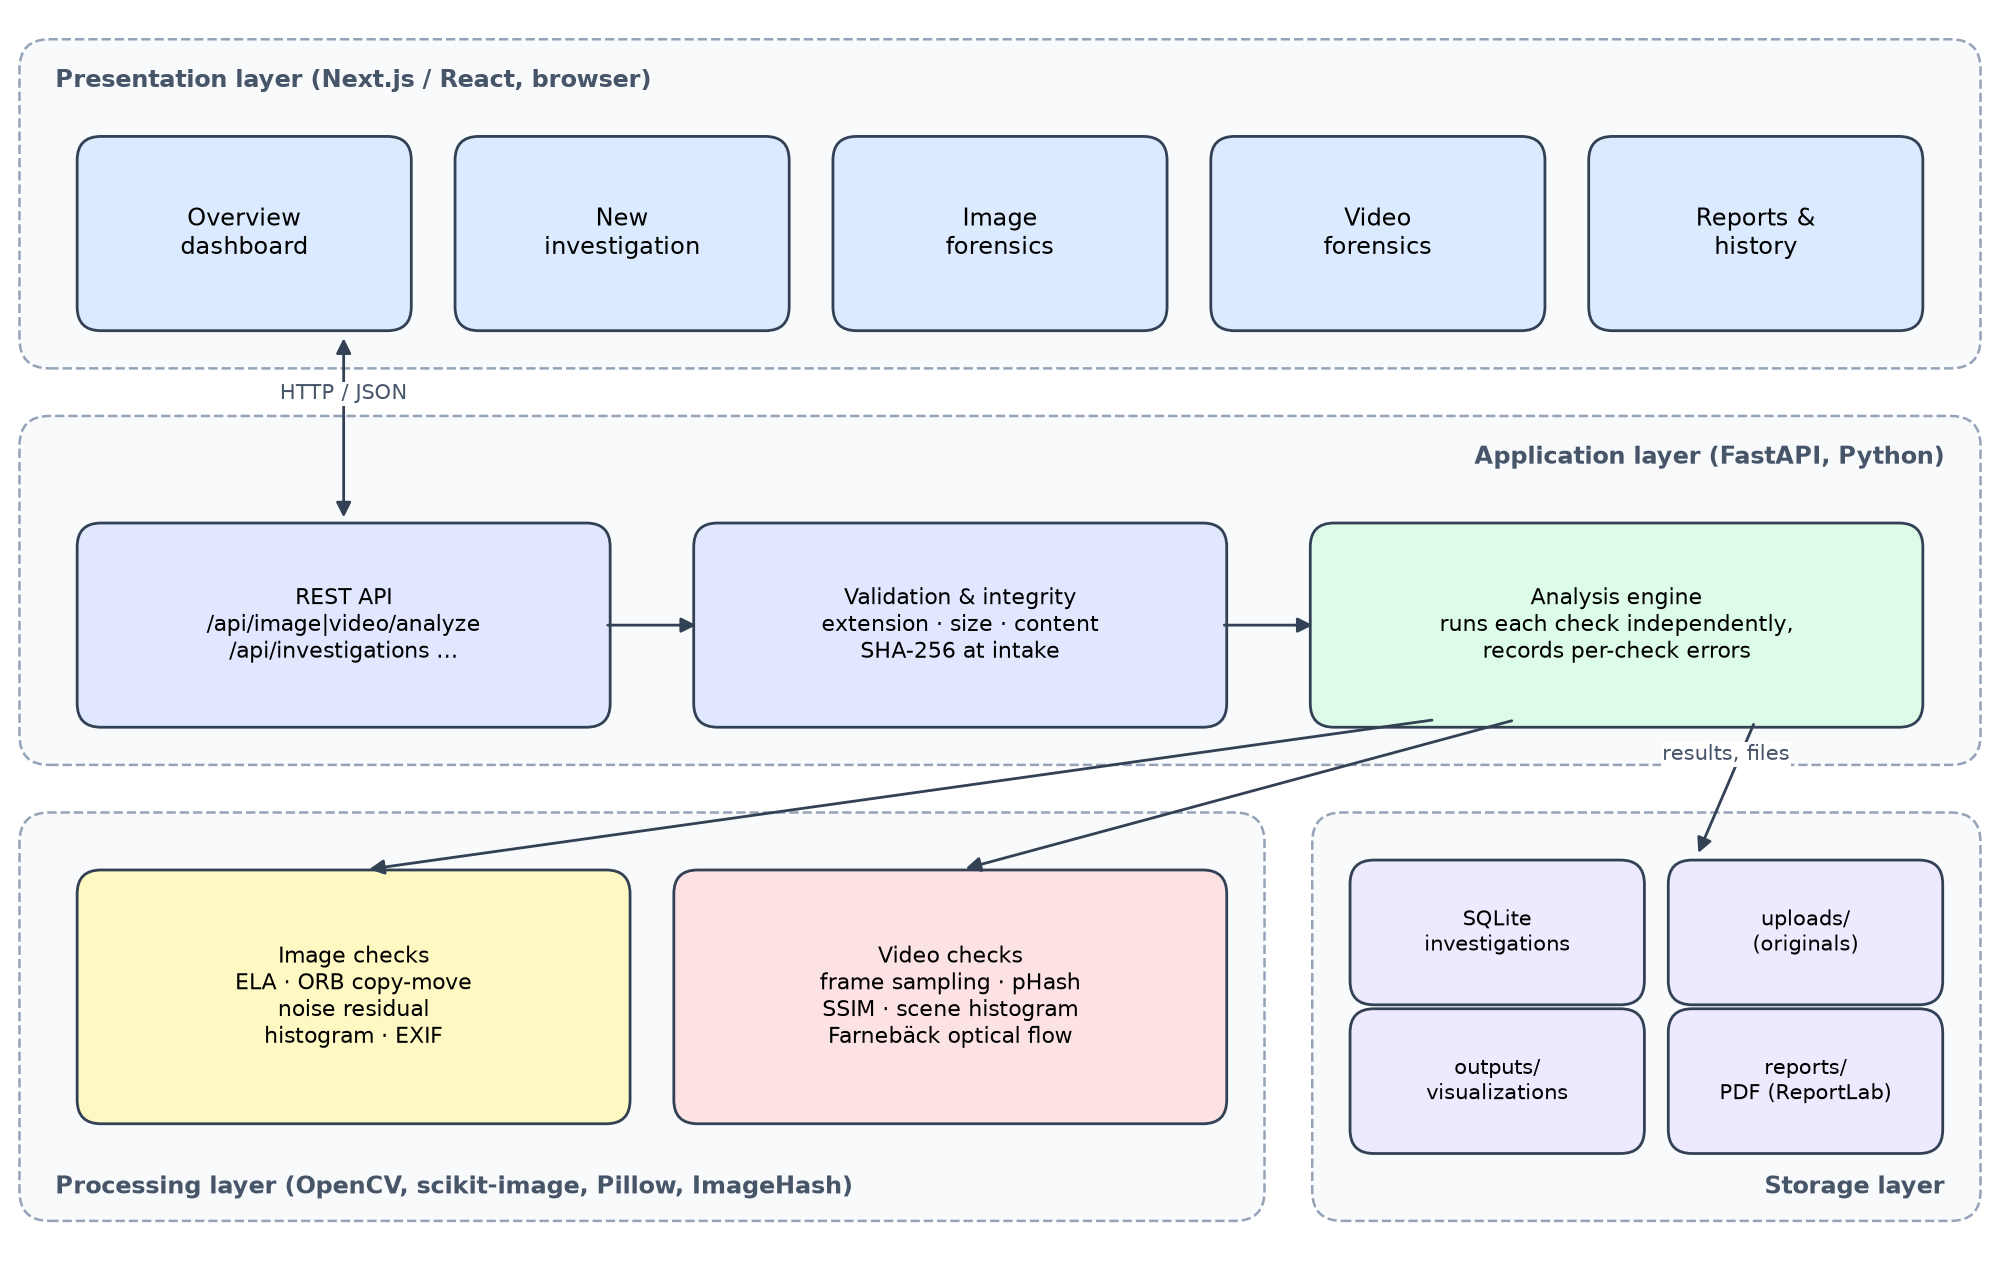 Presentation layer (Next.js / React, browser)
Overview
dashboard
New
investigation
Image
forensics
Video
forensics
Reports &
history
HTTP / JSON
Application layer (FastAPI, Python)
REST API
/api/image|video/analyze
/api/investigations …
Validation & integrity
extension · size · content
SHA-256 at intake
Analysis engine
runs each check independently,
records per-check errors
results, files
Image checks
ELA · ORB copy-move
noise residual
histogram · EXIF
Video checks
frame sampling · pHash
SSIM · scene histogram
Farnebäck optical flow
Processing layer (OpenCV, scikit-image, Pillow, ImageHash)
SQLite
investigations
uploads/
(originals)
outputs/
visualizations
reports/
PDF (ReportLab)
Storage layer